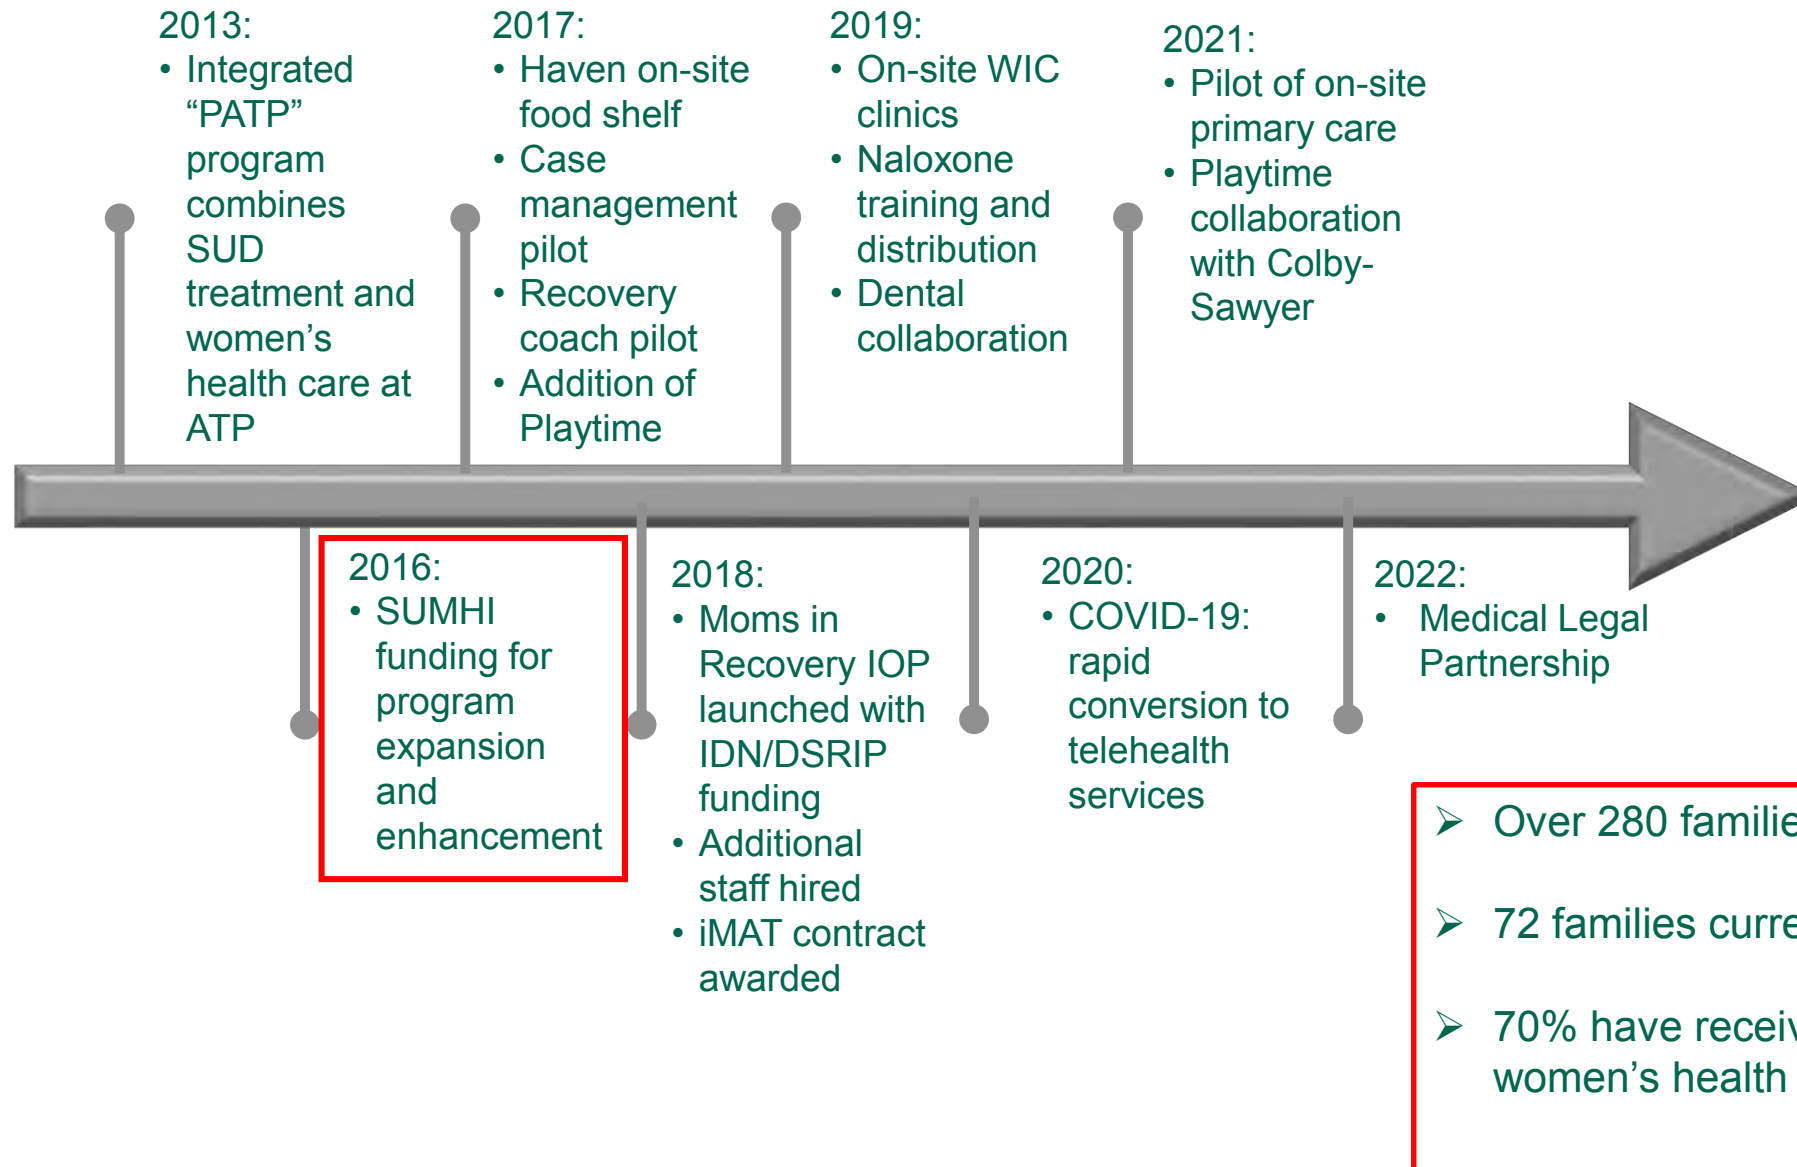 2013:
• Integrated
“PATP”
program
combines
SUD
treatment and
women’s
health care at
ATP
2017:
• Haven on-site
food shelf
• Case
management
pilot
• Recovery
coach pilot
• Addition of
Playtime
2019:
• On-site WIC
clinics
• Naloxone
training and
distribution
• Dental
collaboration
2021:
• Pilot of on-site
primary care
• Playtime
collaboration
with Colby-
Sawyer
2016:
• SUMHI
funding for
program
expansion
and
enhancement
2018:
• Moms in
Recovery IOP
launched with
IDN/DSRIP
funding
• Additional
staff hired
• iMAT contract
awarded
2020:
• COVID-19:
rapid
conversion to
telehealth
services
2022:
• Medical Legal
Partnership
➢ Over 280
➢ 72 families
➢ 70% have
women’s health